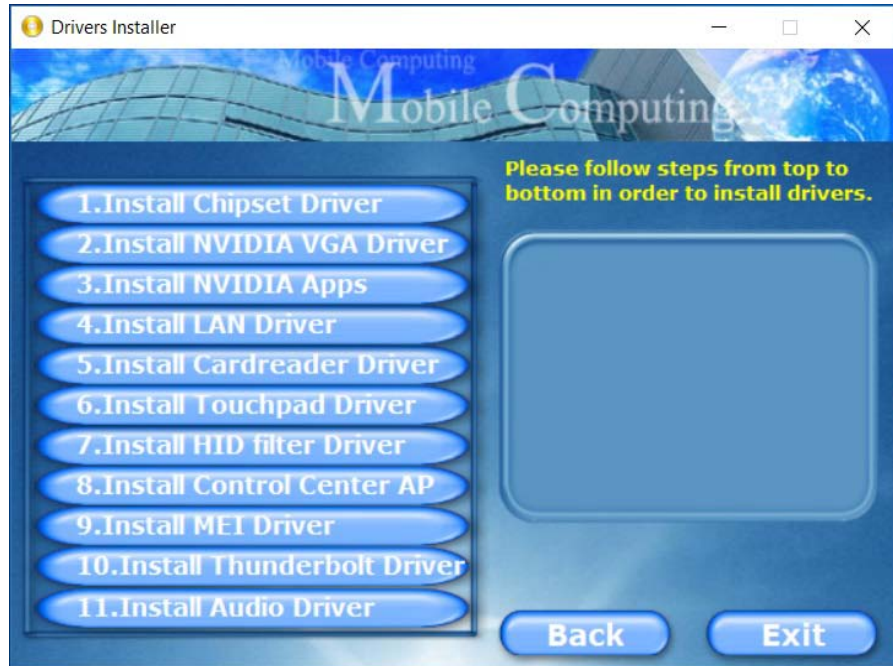 Drivers Installer
Mobile Computing
Mobile Computing
Please follow steps from top to
bottom in order to install drivers.
1.Install Chipset Driver
2.Install NVIDIA VGA Driver
3.Install NVIDIA Apps
4.Install LAN Driver
5.Install Cardreader Driver
6.Install Touchpad Driver
7.Install HID filter Driver
8.Install Control Center AP
9.Install MEI Driver
10.Install Thunderbolt Driver
11.Install Audio Driver
Back
Exit